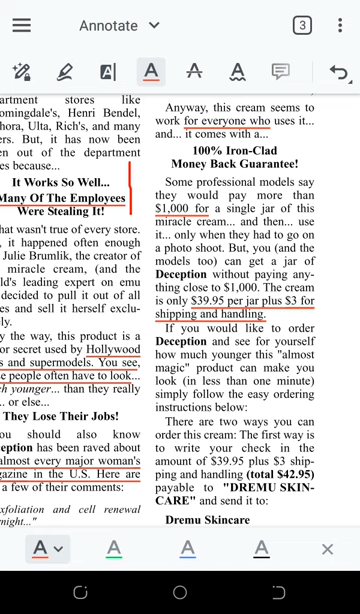 Annotate
3
artment stores like
omingdale's, Henri Bendel,
hora, Ulta, Rich's, and many
ers. But, it has now been
en out of the department
es because...
It Works So Well...
Many Of The Employees
Were Stealing It!
hat wasn't true of every store.
, it happened often enough
Julie Brumlik, the creator of
miracle cream, (and the
ld's leading expert on emu
decided to pull it out of all
es and sell it herself exclu-
ly.
y the way, this product is a
or secret used by Hollywood
s and supermodels. You see,
se people often have to look...
ch younger... than they really
... or else...
They Lose Their Jobs!
ou should also know
ception has been raved about
almost every major woman's
gazine in the U.S. Here are
a few of their comments:
xfoliation and cell renewal
night..."
Anyway, this cream seems to
work for everyone who uses it...
and... it comes with a...
100% Iron-Clad
Money Back Guarantee!
Some professional models say
they would pay more than
$1,000 for a single jar of this
miracle cream... and then... use
it... only when they had to go on
a photo shoot. But, you (and the
models too) can get a jar of
Deception without paying any-
thing close to $1,000. The cream
is only $39.95 per jar plus $3 for
shipping and handling.
If you would like to order
Deception and see for yourself
how much younger this "almost
magic" product can make you
look (in less than one minute)
simply follow the easy ordering
instructions below:
There are two ways you can
order this cream: The first way is
to write your check in the
amount of $39.95 plus $3 ship-
ping and handling (total $42.95)
payable to "DREMU SKIN-
CARE" and send it to:
Dremu Skincare